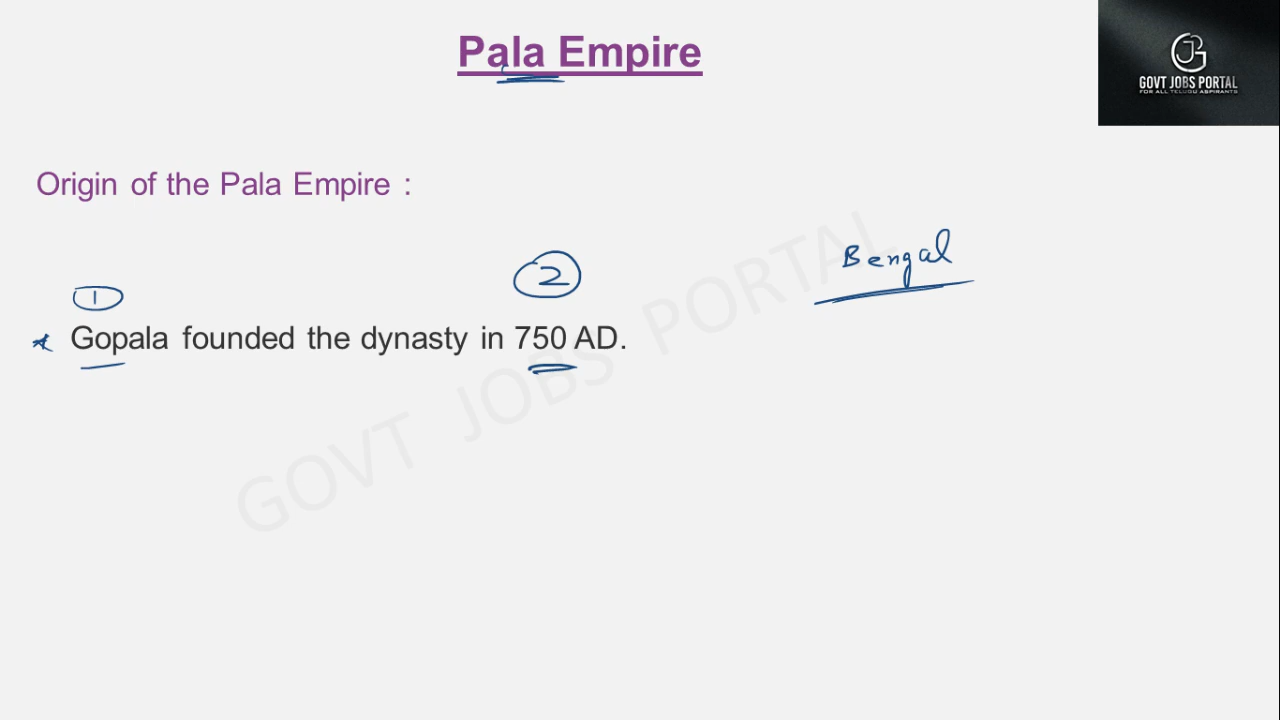 Pala Empire
GOVT JOBS PORTAL
FOR ALL TELUGU ASPIRANTS
Origin of the Pala Empire :
Bengal
1
2
* Gopala founded the dynasty in 750 AD.
GOVT JOBS PORTAL